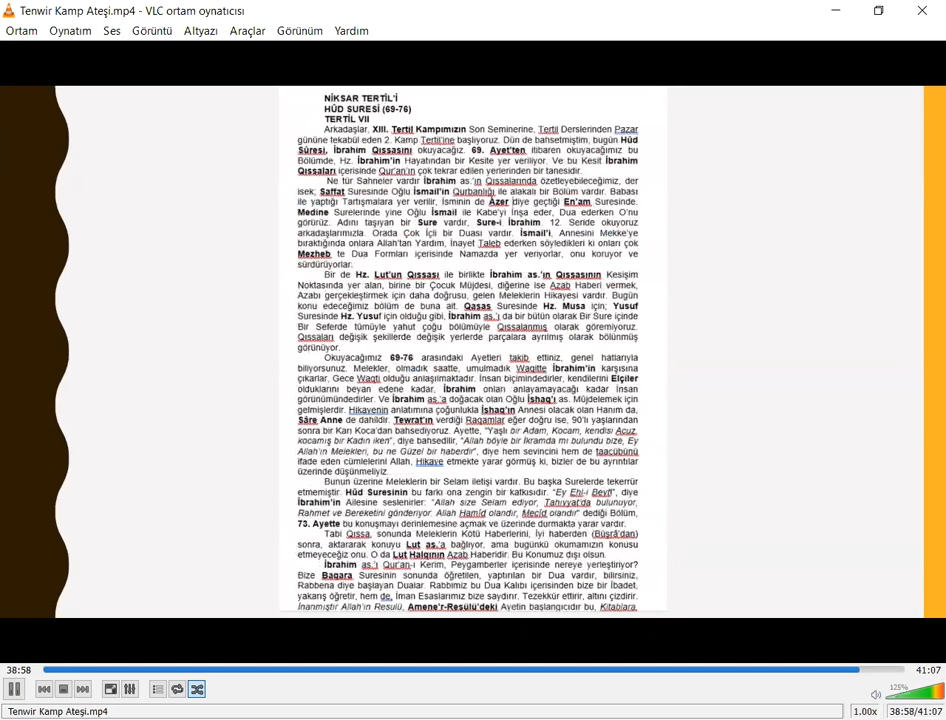 Tenwir Kamp Ateşi.mp4 - VLC ortam oynatıcısı
Ortam Oynatım Ses Görüntü Altyazı Araçlar Görünüm Yardım
NİKSAR TERTİL'İ
HÛD SURESİ (69-76)
TERTİL VII
Arkadaşlar, XIII. Tertil Kampımızın Son Seminerine, Tertil Derslerinden Pazar
gününe tekabül eden 2. Kamp Tertil'ine başlıyoruz. Dün de bahsetmiştim, bugün Hûd
Sûresi, İbrahim Qıssasını okuyacağız. 69. Ayet'ten itibaren okuyacağımız bu
Bölümde, Hz. İbrahim'in Hayatından bir Kesite yer veriliyor. Ve bu Kesit İbrahim
Qıssaları içerisinde Qur'an'ın çok tekrar edilen yerlerinden bir tanesidir.
Ne tür Sahneler vardır İbrahim as.'ın Qıssalarında özetleyebileceğimiz, der
isek; Saffat Suresinde Oğlu İsmail'in Qurbanlığı ile alakalı bir Bölüm vardır. Babası
ile yaptığı Tartışmalara yer verilir, İsminin de Azer diye geçtiği En'am Suresinde.
Medine Surelerinde yine Oğlu İsmail ile Kabe'yi İnşa eder, Dua ederken O'nu
görürüz. Adını taşıyan bir Sure vardır, Sure-i İbrahim. 12. Seride okuyoruz
arkadaşlarımızla. Orada Çok İçli bir Duası vardır. İsmail'i, Annesini Mekke'ye
bıraktığında onlara Allah'tan Yardım, İnayet Taleb ederken söyledikleri ki onları çok
Mezheb te Dua Formları içerisinde Namazda yer veriyorlar, onu koruyor ve
sürdürüyorlar.
Bir de Hz. Lut'un Qıssası ile birlikte İbrahim as.'ın Qıssasının Kesişim
Noktasında yer alan, birine bir Çocuk Müjdesi, diğerine ise Azab Haberi vermek,
Azabı gerçekleştirmek için daha doğrusu, gelen Meleklerin Hikayesi vardır. Bugün
konu edeceğimiz bölüm de buna ait. Qasas Suresinde Hz. Musa için; Yusuf
Suresinde Hz. Yusuf için olduğu gibi, İbrahim as.'ı da bir bütün olarak Bir Sure içinde
Bir Seferde tümüyle yahut çoğu bölümüyle Qıssalanmış olarak göremiyoruz.
Qıssaları değişik şekillerde değişik yerlerde parçalara ayrılmış olarak bölünmüş
görünüyor.
Okuyacağımız 69-76 arasındaki Ayetleri takib ettiniz, genel hatlarıyla
biliyorsunuz. Melekler, olmadık saatte, umulmadık Waqitte İbrahim'in karşısına
çıkarlar, Gece Waqti olduğu anlaşılmaktadır. İnsan biçimindedirler, kendilerini Elçiler
olduklarını beyan edene kadar, İbrahim onları anlayamayacağı kadar İnsan
görünümündedirler. Ve İbrahim as.'a doğacak olan Oğlu İshaq'ı as. Müjdelemek için
gelmişlerdir. Hikayenin anlatımına çoğunlukla İshaq'ın Annesi olacak olan Hanım da,
Sâre Anne de dahildir. Tewrat'ın verdiği Raqamlar eğer doğru ise, 90'lı yaşlarından
sonra bir Karı Koca'dan bahsediyoruz. Ayette, "Yaşlı bir Adam, Kocam, kendisi Acuz,
kocamış bir Kadın iken", diye bahsedilir, "Allah böyle bir İkramda mı bulundu bize, Ey
Allah'ın Melekleri, bu ne Güzel bir haberdir", diye hem sevincini hem de taacübünü
ifade eden cümlelerini Allah, Hikaye etmekte yarar görmüş ki, bizler de bu ayrıntılar
üzerinde düşünmeliyiz.
Bunun üzerine Meleklerin bir Selam iletişi vardır. Bu başka Surelerde tekerrür
etmemiştir. Hûd Suresinin bu farkı ona zengin bir katkısıdır. "Ey Ehl-i Beyt!", diye
İbrahim'in Ailesine seslenirler: "Allah size Selam ediyor, Tahiyyat'da bulunuyor,
Rahmet ve Bereketini gönderiyor. Allah Hamîd olandır, Mecîd olandır" dediği Bölüm,
73. Ayette bu konuşmayı derinlemesine açmak ve üzerinde durmakta yarar vardır.
Tabi Qıssa, sonunda Meleklerin Kötü Haberlerini, İyi haberden (Büşrâ'dan)
sonra, aktararak konuyu Lut as.'a bağlıyor, ama bugünkü okumamızın konusu
etmeyeceğiz onu. O da Lut Halqının Azab Haberidir. Bu Konumuz dışı olsun.
İbrahim as.'ı Qur'an-ı Kerim, Peygamberler içerisinde nereye yerleştiriyor?
Bize Baqara Suresinin sonunda öğretilen, yaptırılan bir Dua vardır, bilirsiniz,
Rabbena diye başlayan Dualar. Rabbimiz bu Dua Kalıbı içerisinden bize bir İbadet,
yakarış öğretir, hem de, İman Esaslarımız bize saydırır. Tezekkür ettirir, altını çizdirir.
İnanmıştır Allah'ın Resulü, Amene'r-Resûlü'deki Ayetin başlangıcıdır bu, Kitablara,
38:58 41:07
125%
Tenwir Kamp Ateşi.mp4 1.00x 38:58/41:07